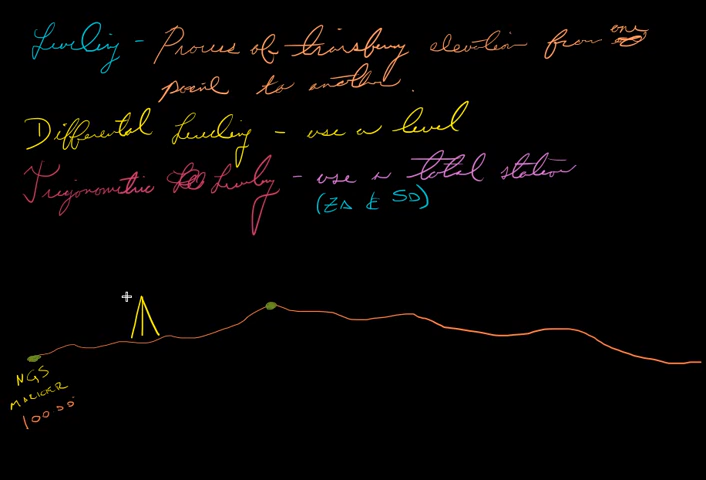 Leveling - Process of transferring elevation from one
point to another.
Differential Leveling - use a level
Trigonometric Leveling - use a total station
(Z∆ & SD)
NGS
MARKER
100.00